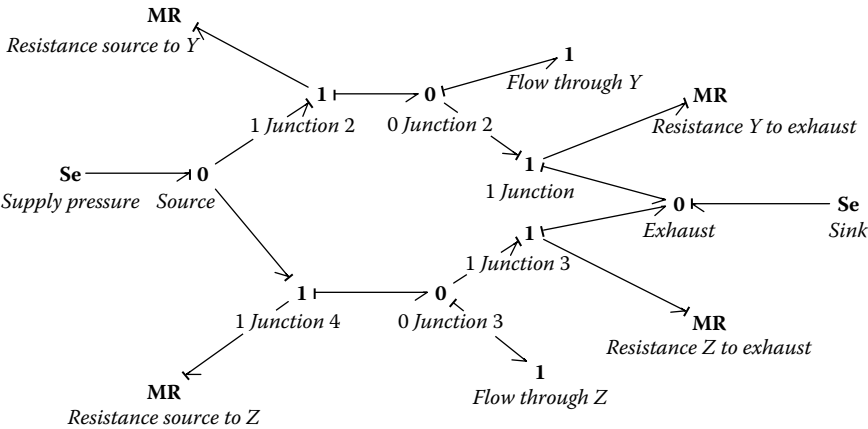 MR
Resistance source to Y
1
1 Junction 2
0
0 Junction 2
1
Flow through Y
MR
Resistance Y to exhaust
Se
Supply pressure
0
Source
1
1 Junction
0
Exhaust
Se
Sink
1
1 Junction 3
1
1 Junction 4
0
0 Junction 3
MR
Resistance Z to exhaust
MR
Resistance source to Z
1
Flow through Z